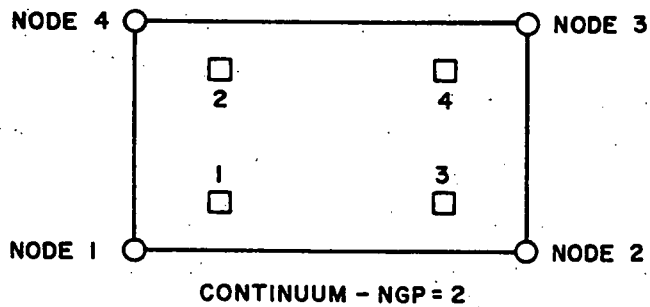 NODE 4
NODE 3
2
4
1
3
NODE 1
NODE 2
CONTINUUM - NGP = 2